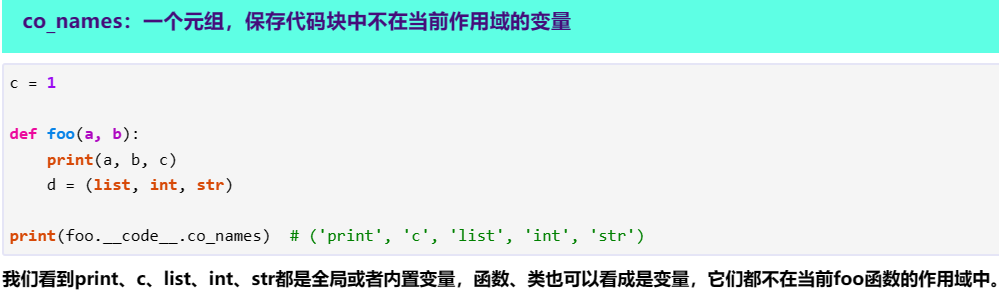 co_names：一个元组，保存代码块中不在当前作用域的变量
c = 1
def foo(a, b):
    print(a, b, c)
    d = (list, int, str)
print(foo.__code__.co_names)  # ('print', 'c', 'list', 'int', 'str')
我们看到print、c、list、int、str都是全局或者内置变量，函数、类也可以看成是变量，它们都不在当前foo函数的作用域中。